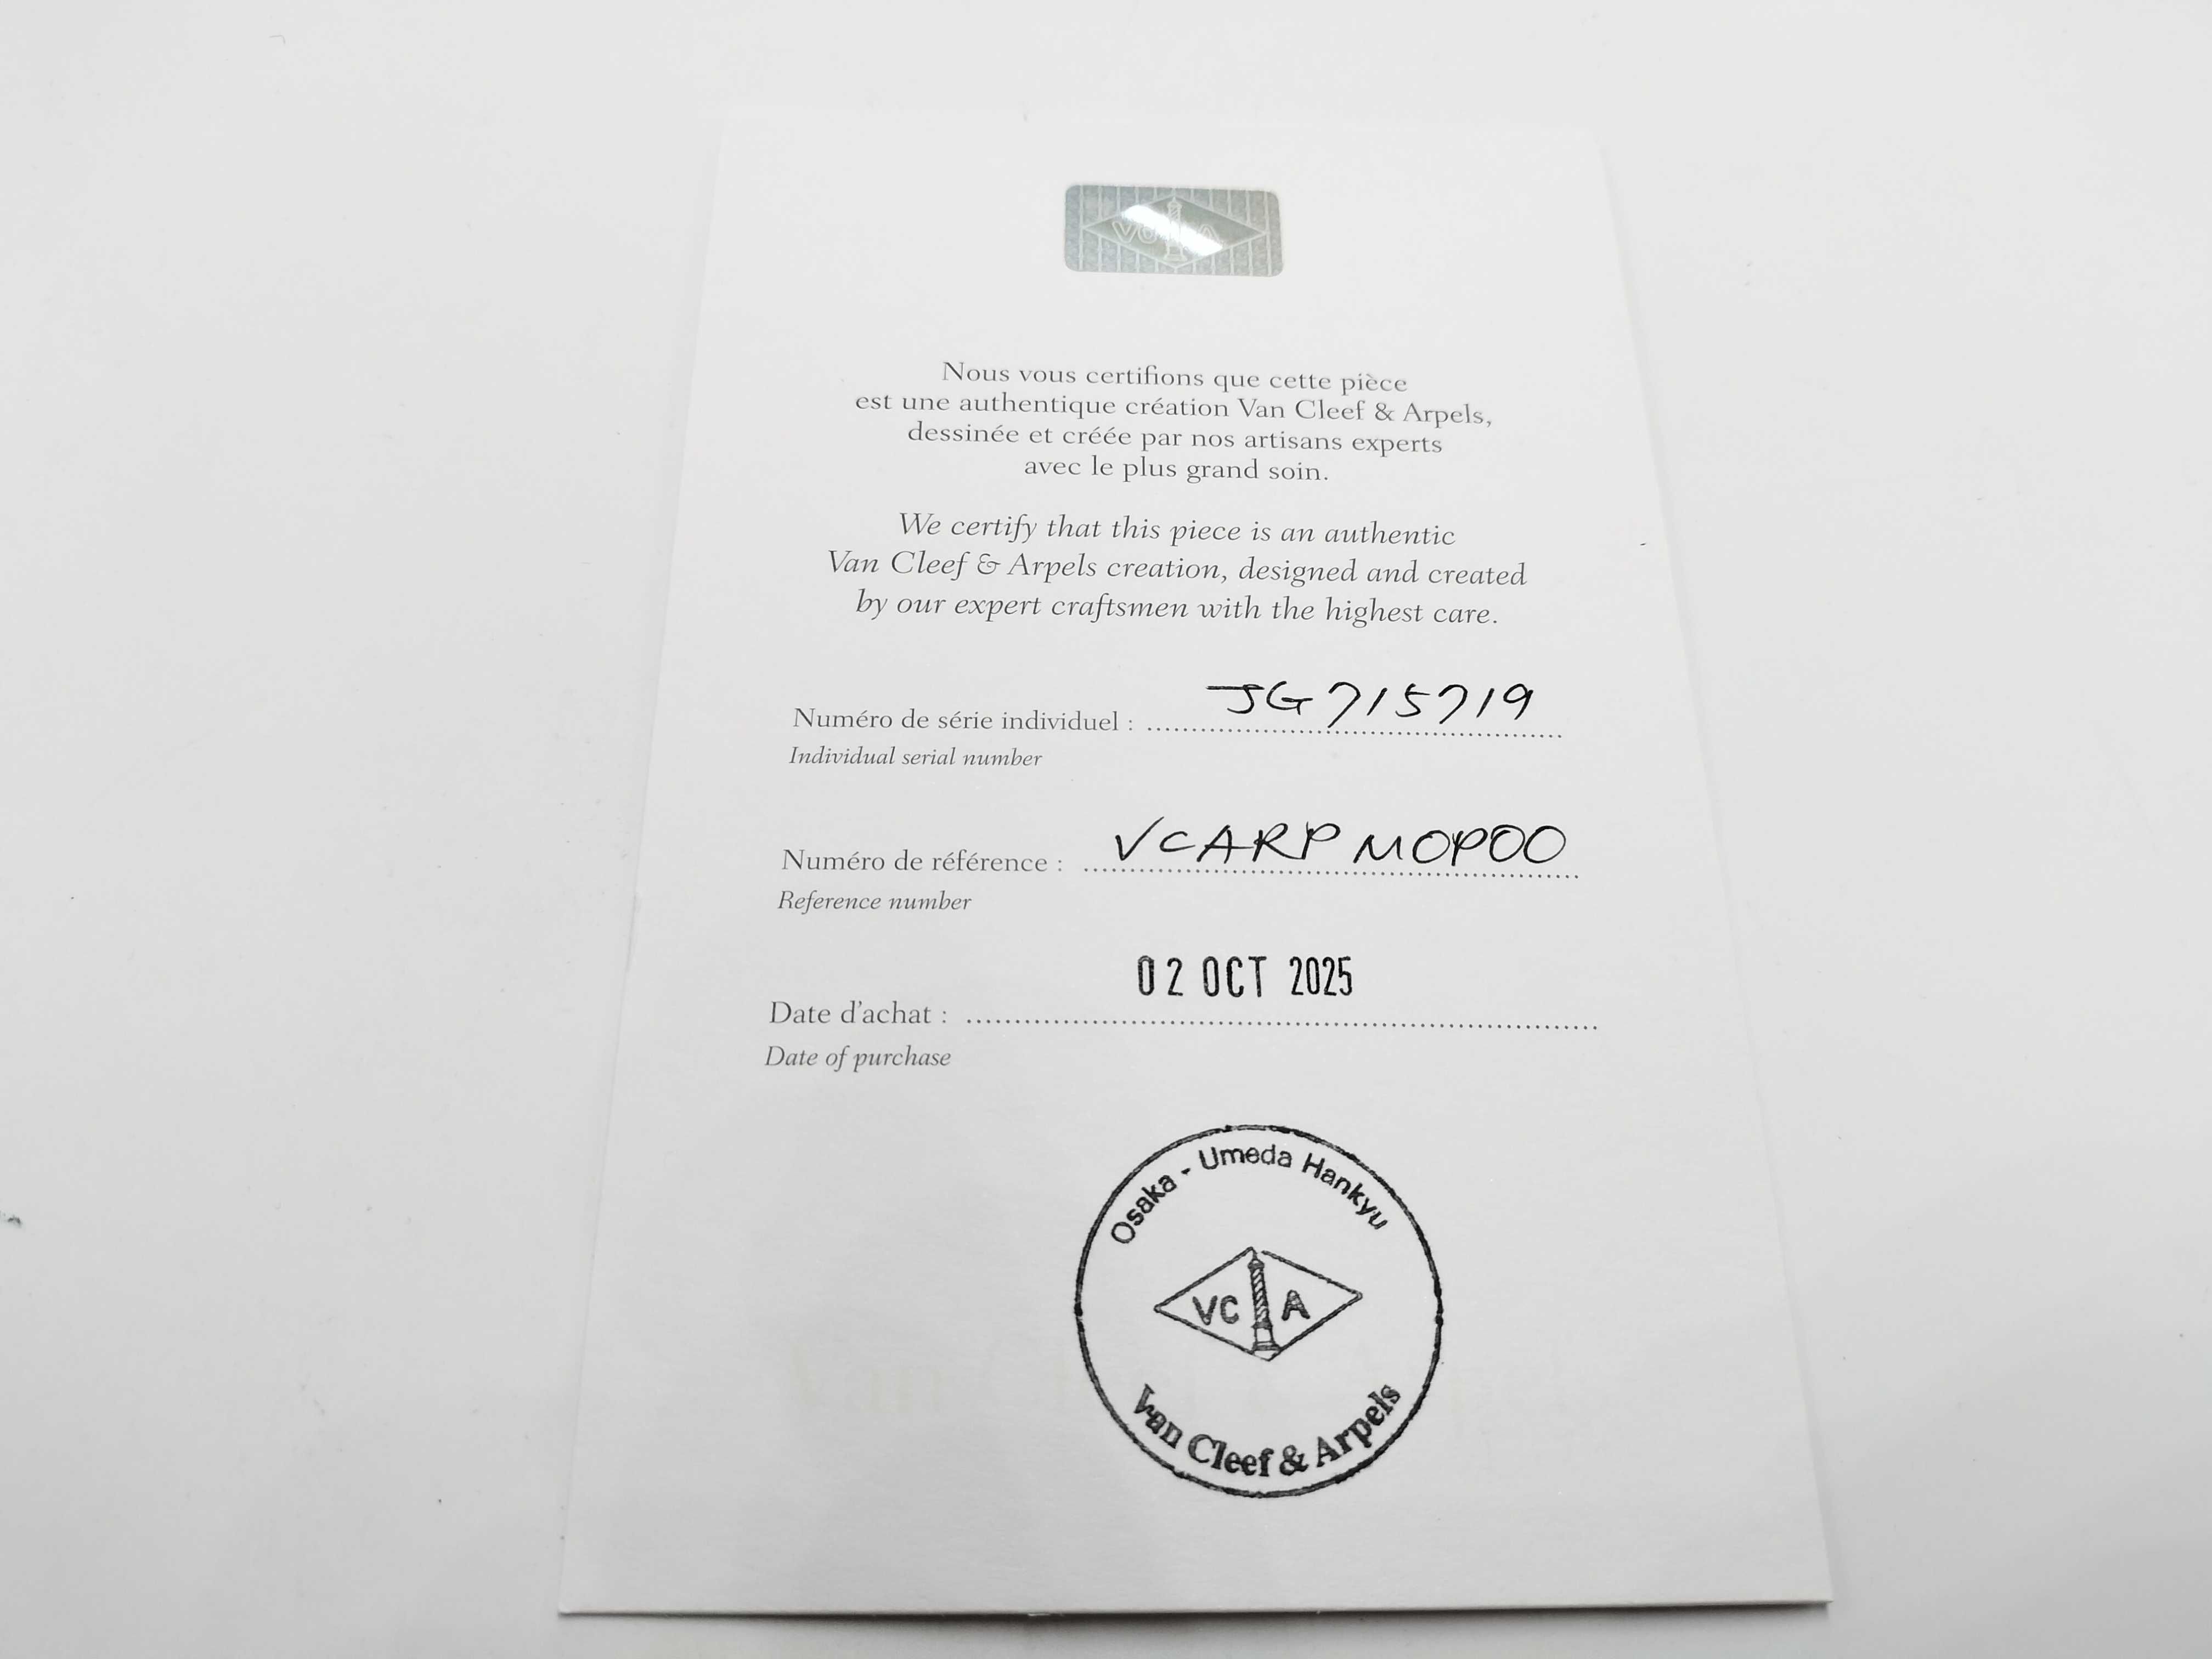 Nous vous certifions que cette pièce
est une authentique création Van Cleef & Arpels,
dessinée et créée par nos artisans experts
avec le plus grand soin.
We certify that this piece is an authentic
Van Cleef & Arpels creation, designed and created
by our expert craftsmen with the highest care.
Numéro de série individuel : JG715719
Individual serial number
Numéro de référence : VCARPMOP00
Reference number
02 OCT 2025
Date d'achat :
Date of purchase
Osaka - Umeda Hankyu
VC A
Van Cleef & Arpels